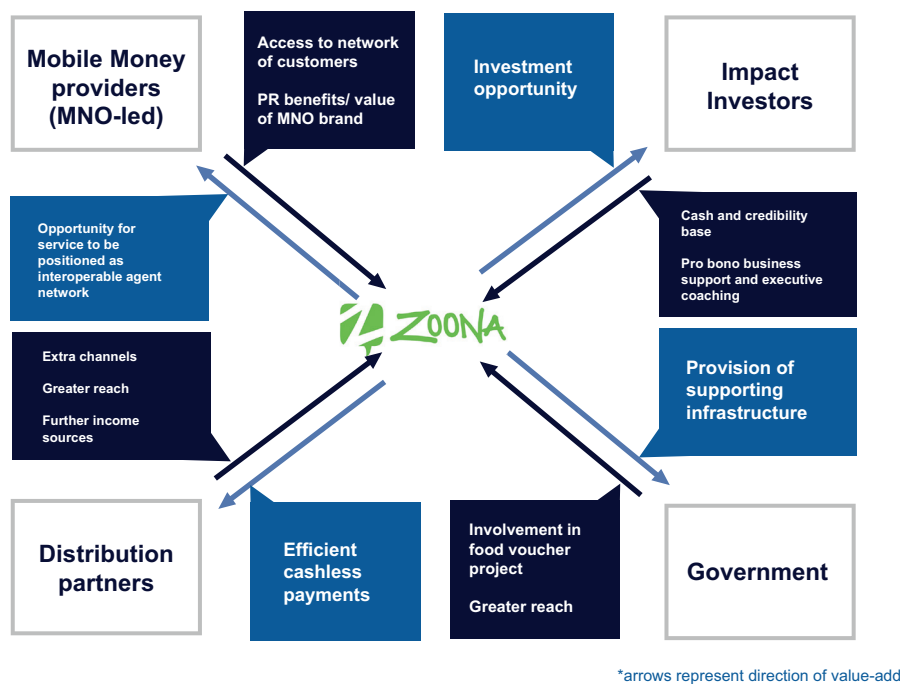 Mobile Money
providers
(MNO-led)
Access to network
of customers
PR benefits/ value
of MNO brand
Investment
opportunity
Impact
Investors
Opportunity for
service to be
positioned as
interoperable agent
network
Cash and credibility
base
Pro bono business
support and executive
coaching
ZOONA
Extra channels
Greater reach
Further income
sources
Provision of
supporting
infrastructure
Distribution
partners
Efficient
cashless
payments
Involvement in
food voucher
project
Greater reach
Government
*arrows represent direction of value-add